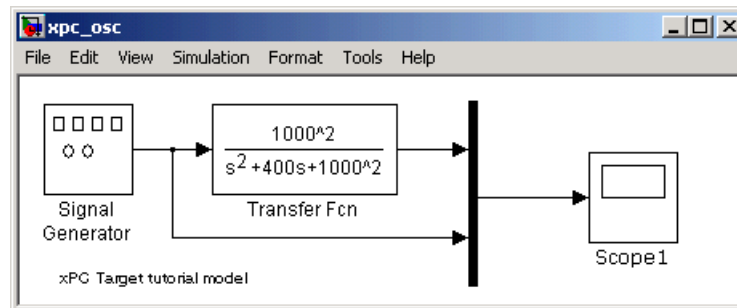 xpc_osc
File Edit View Simulation Format Tools Help
1000^2
s^2+400s+1000^2
Signal
Generator
Transfer Fcn
Scope1
xPC Target tutorial model